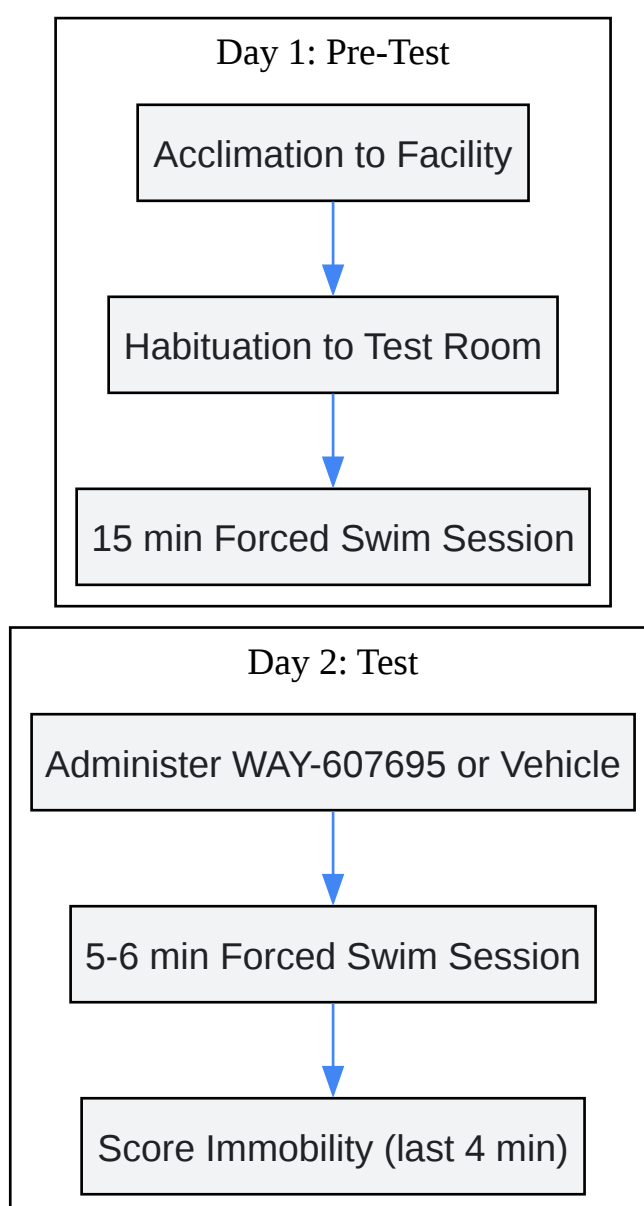 Day 1: Pre-Test
Acclimation to Facility
Habituation to Test Room
15 min Forced Swim Session
Day 2: Test
Administer WAY-607695 or Vehicle
5-6 min Forced Swim Session
Score Immobility (last 4 min)